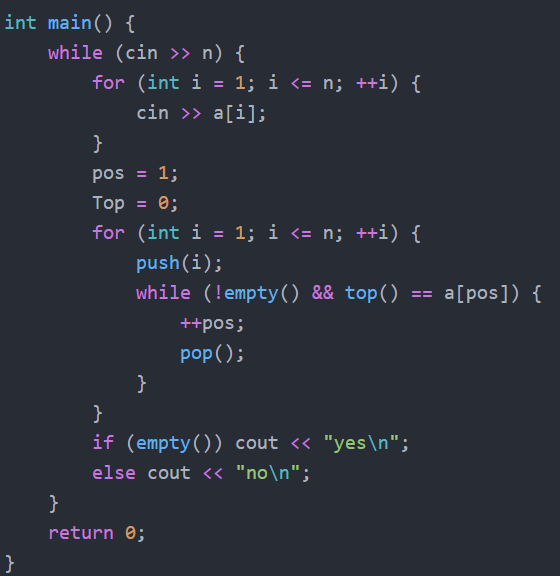 int main() {
    while (cin >> n) {
        for (int i = 1; i <= n; ++i) {
            cin >> a[i];
        }
        pos = 1;
        Top = 0;
        for (int i = 1; i <= n; ++i) {
            push(i);
            while (!empty() && top() == a[pos]) {
                ++pos;
                pop();
            }
        }
        if (empty()) cout << "yes\n";
        else cout << "no\n";
    }
    return 0;
}